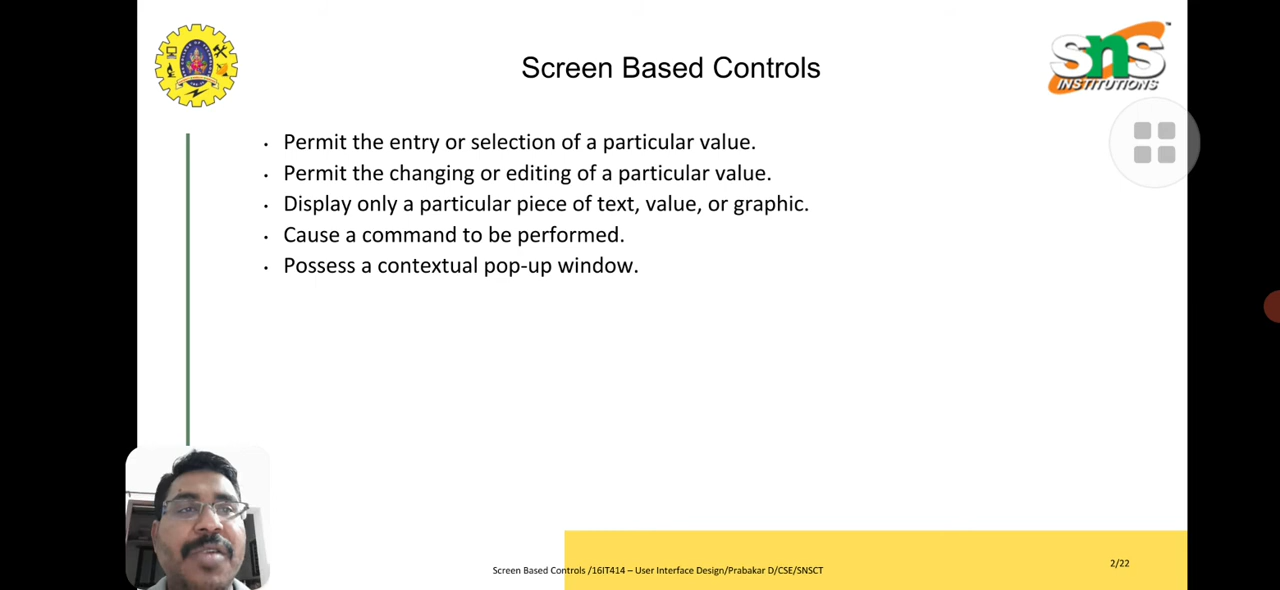 Screen Based Controls
SNS
INSTITUTIONS
• Permit the entry or selection of a particular value.
• Permit the changing or editing of a particular value.
• Display only a particular piece of text, value, or graphic.
• Cause a command to be performed.
• Possess a contextual pop-up window.
Screen Based Controls /16IT414 – User Interface Design/Prabakar D/CSE/SNSCT
2/22